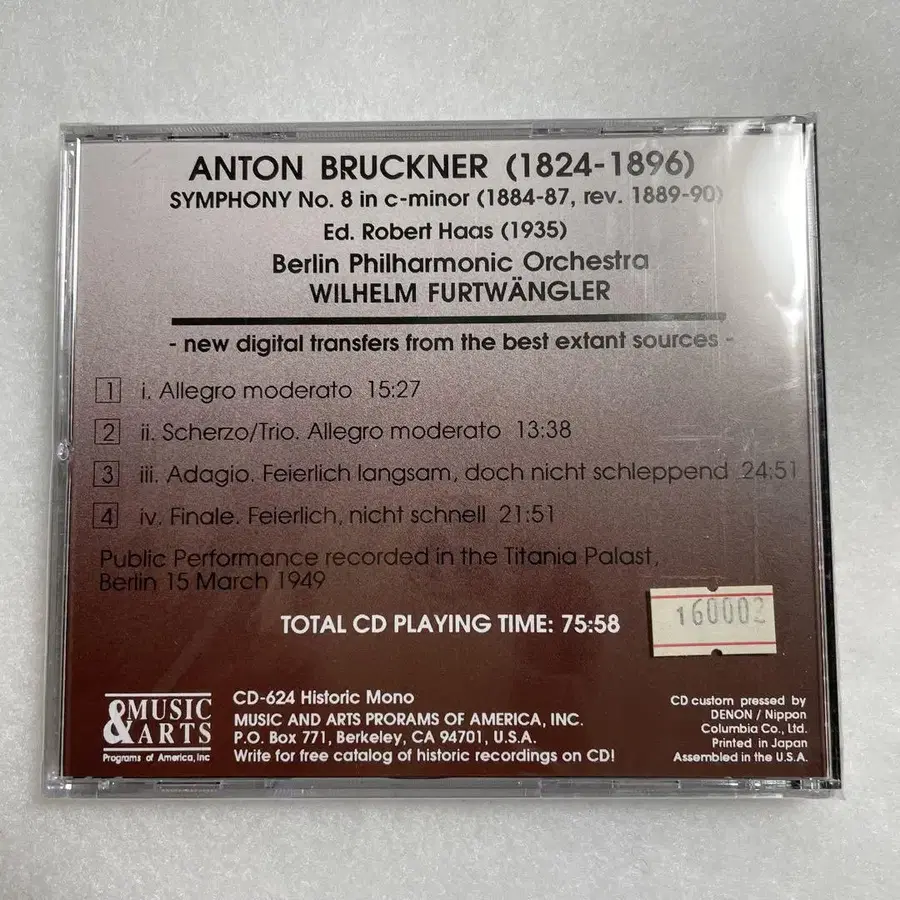 ANTON BRUCKNER (1824-1896)
SYMPHONY No. 8 in c-minor (1884-87, rev. 1889-90)
Ed. Robert Haas (1935)
Berlin Philharmonic Orchestra
WILHELM FURTWÄNGLER
- new digital transfers from the best extant sources -
1 i. Allegro moderato 15:27
2 ii. Scherzo/Trio. Allegro moderato 13:38
3 iii. Adagio. Feierlich langsam, doch nicht schleppend 24:51
4 iv. Finale. Feierlich, nicht schnell 21:51
Public Performance recorded in the Titania Palast,
Berlin 15 March 1949
TOTAL CD PLAYING TIME: 75:58
160002
MUSIC
& ARTS
Programs of America, Inc
CD-624 Historic Mono
MUSIC AND ARTS PRORAMS OF AMERICA, INC.
P.O. Box 771, Berkeley, CA 94701, U.S.A.
Write for free catalog of historic recordings on CD!
CD custom pressed by
DENON / Nippon
Columbia Co., Ltd.
Printed in Japan
Assembled in the U.S.A.